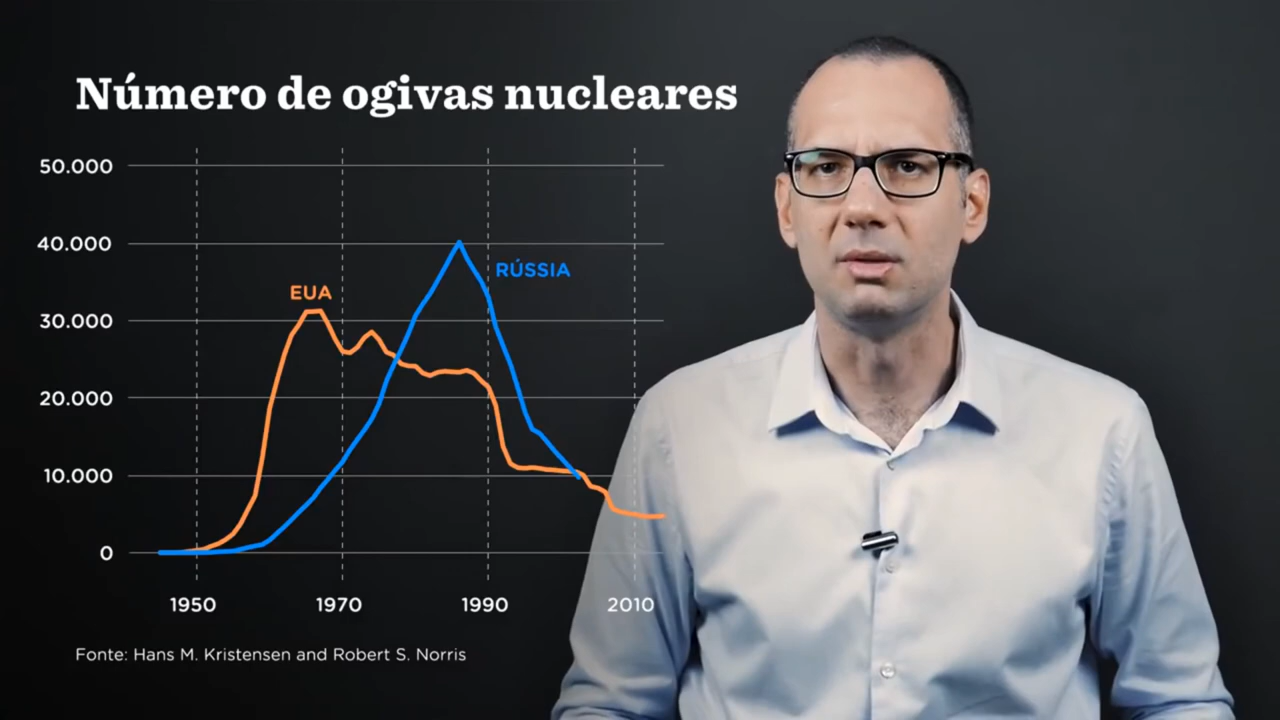 Número de ogivas nucleares
50.000
40.000
RÚSSIA
EUA
30.000
20.000
10.000
0
1950 1970 1990 2010
Fonte: Hans M. Kristensen and Robert S. Norris